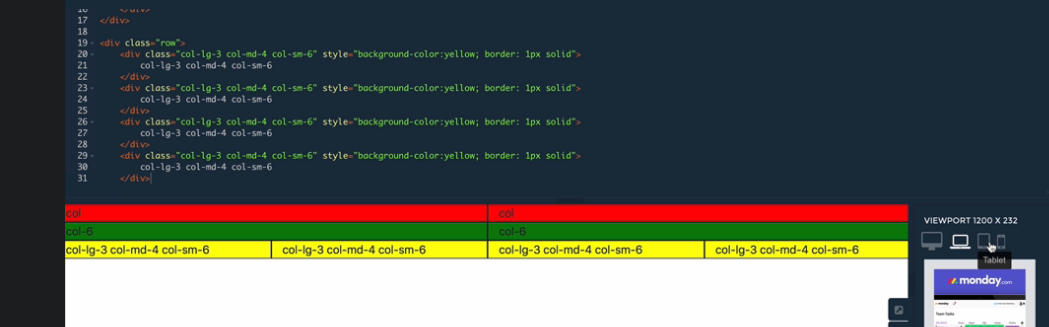 17 </div>
18
19 <div class="row">
20 <div class="col-lg-3 col-md-4 col-sm-6" style="background-color:yellow; border: 1px solid">
21 col-lg-3 col-md-4 col-sm-6
22 </div>
23 <div class="col-lg-3 col-md-4 col-sm-6" style="background-color:yellow; border: 1px solid">
24 col-lg-3 col-md-4 col-sm-6
25 </div>
26 <div class="col-lg-3 col-md-4 col-sm-6" style="background-color:yellow; border: 1px solid">
27 col-lg-3 col-md-4 col-sm-6
28 </div>
29 <div class="col-lg-3 col-md-4 col-sm-6" style="background-color:yellow; border: 1px solid">
30 col-lg-3 col-md-4 col-sm-6
31 </div>
col col
col-6 col-6
col-lg-3 col-md-4 col-sm-6 col-lg-3 col-md-4 col-sm-6 col-lg-3 col-md-4 col-sm-6 col-lg-3 col-md-4 col-sm-6
VIEWPORT 1200 X 232
Tablet
monday.com
Team Tasks